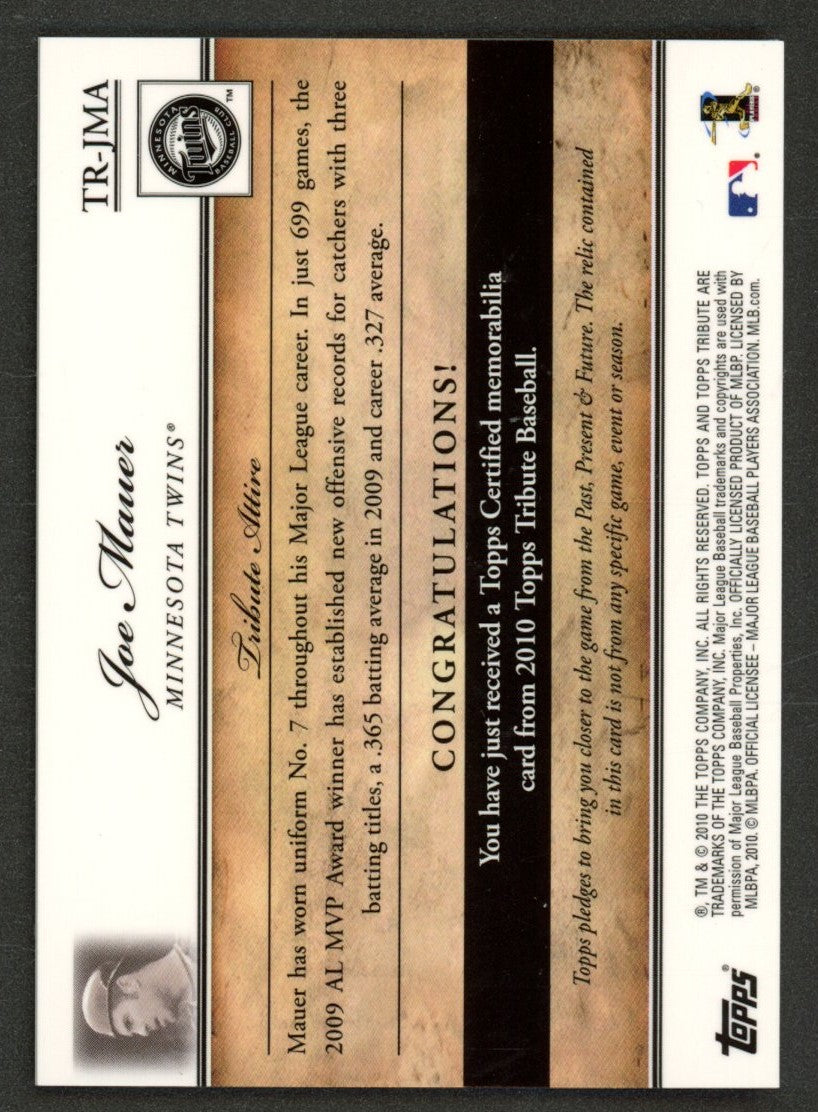 TR-JMA
Joe Mauer
MINNESOTA TWINS®
MINNESOTA
Twins
BASEBALL CLUB
TM
Tribute Attire
Mauer has worn uniform No. 7 throughout his Major League career. In just 699 games, the
2009 AL MVP Award winner has established new offensive records for catchers with three
batting titles, a .365 batting average in 2009 and career .327 average.
CONGRATULATIONS!
You have just received a Topps Certified memorabilia
card from 2010 Topps Tribute Baseball.
Topps pledges to bring you closer to the game from the Past, Present & Future. The relic contained
in this card is not from any specific game, event or season.
topps®
®, TM & © 2010 THE TOPPS COMPANY, INC. ALL RIGHTS RESERVED. TOPPS AND TOPPS TRIBUTE ARE
TRADEMARKS OF THE TOPPS COMPANY, INC. Major League Baseball trademarks and copyrights are used with
permission of Major League Baseball Properties, Inc. OFFICIALLY LICENSED PRODUCT OF MLBP. LICENSED BY
MLBPA, 2010. © MLBPA. OFFICIAL LICENSEE – MAJOR LEAGUE BASEBALL PLAYERS ASSOCIATION. MLB.com.